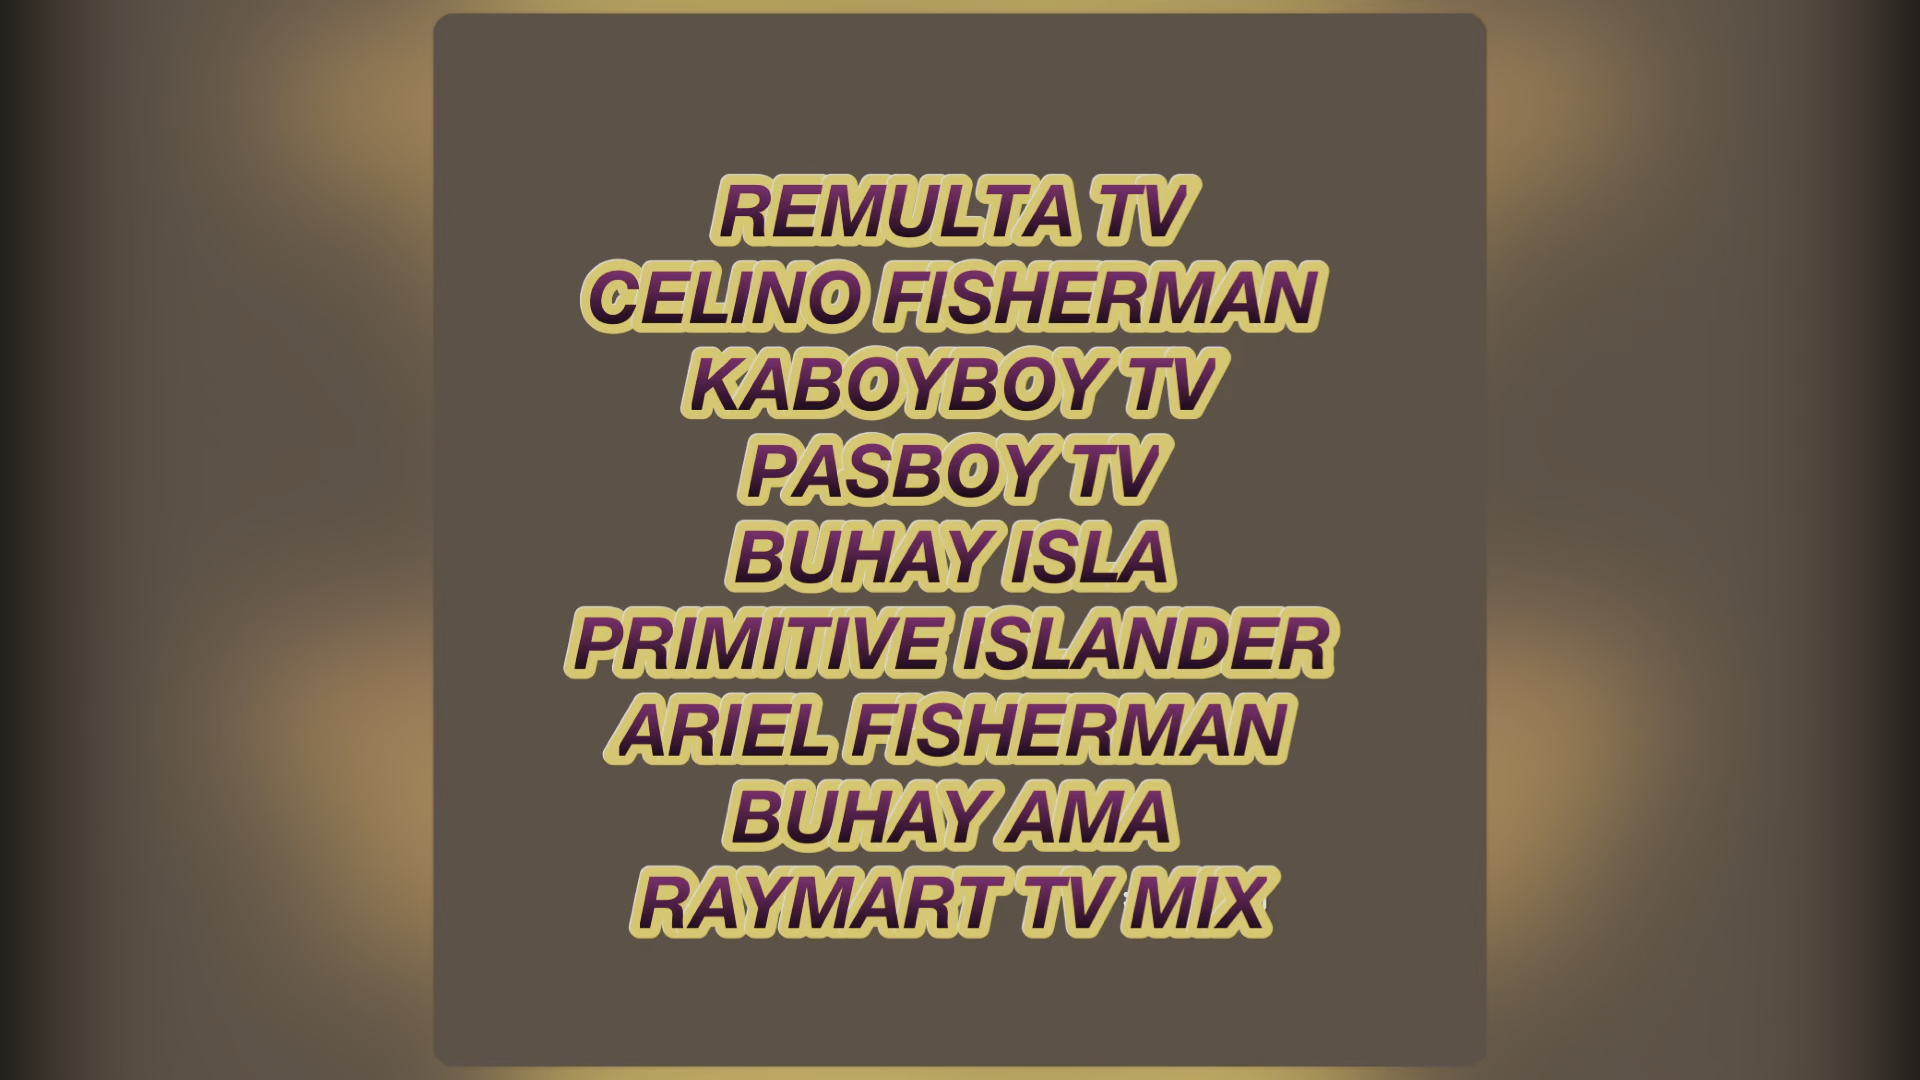 REMULTA TV
CELINO FISHERMAN
KABOYBOY TV
PASBOY TV
BUHAY ISLA
PRIMITIVE ISLANDER
ARIEL FISHERMAN
BUHAY AMA
RAYMART TV MIX